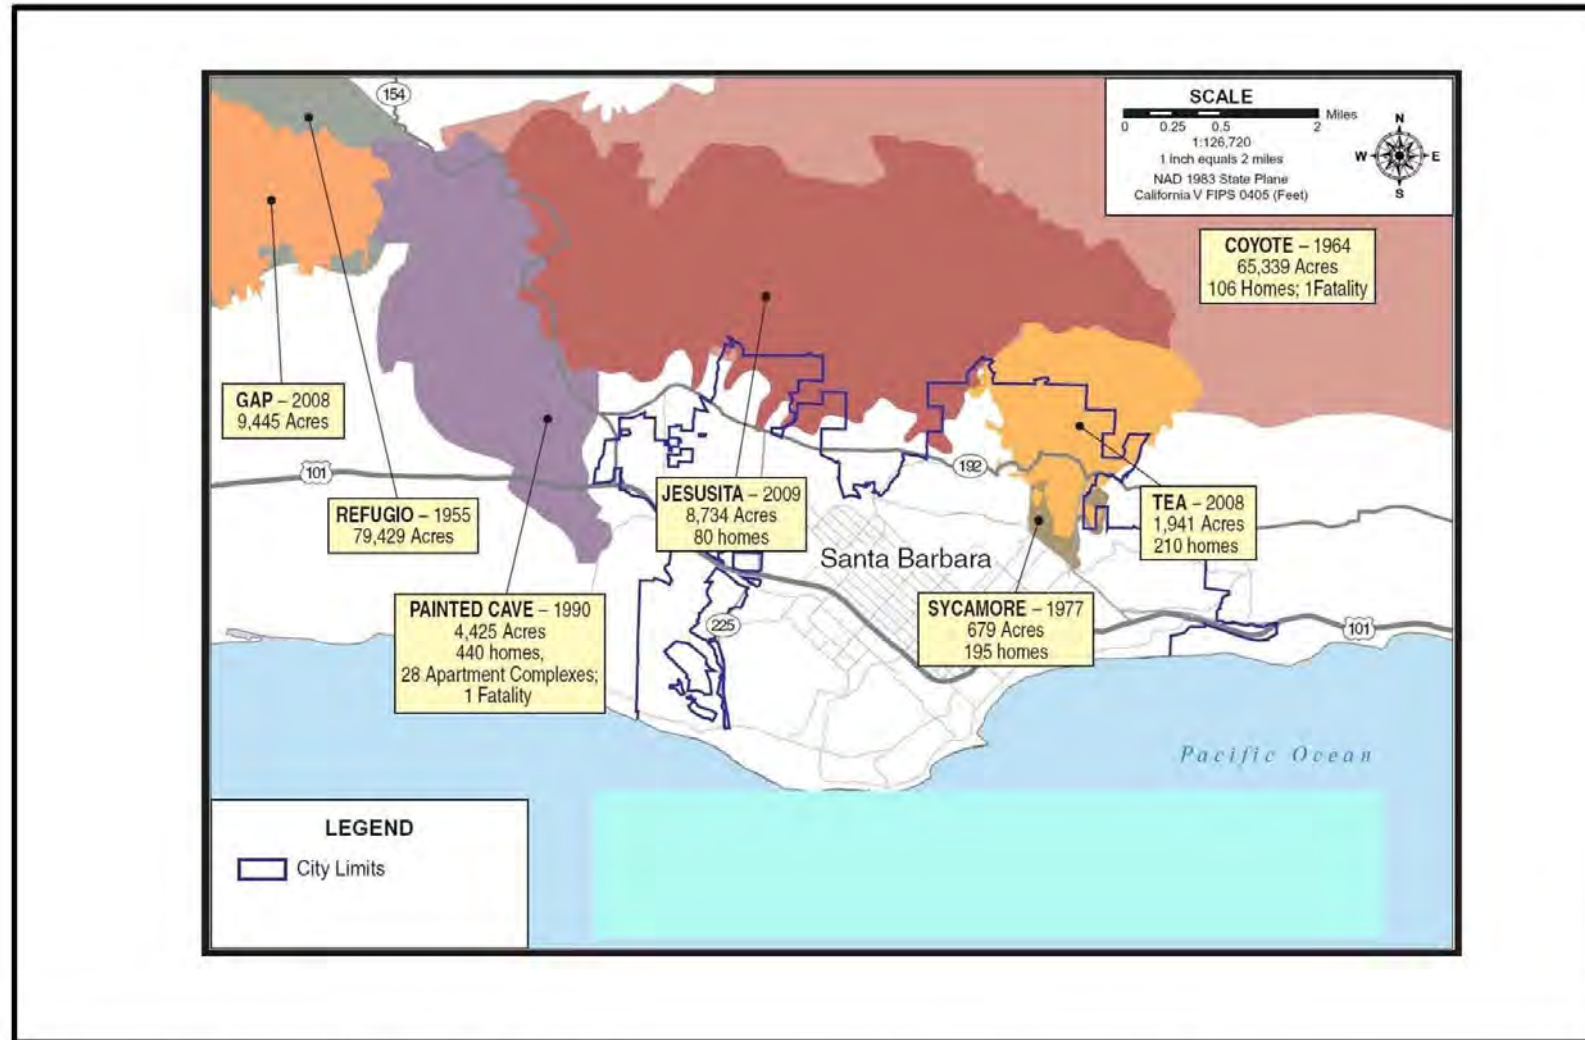 154
SCALE
0 0.25 0.5 2 Miles
1:126,720
1 inch equals 2 miles
NAD 1983 State Plane
California V FIPS 0405 (Feet)
N
W E
S
COYOTE – 1964
65,339 Acres
106 Homes; 1Fatality
GAP – 2008
9,445 Acres
101
192
REFUGIO – 1955
79,429 Acres
JESUSITA – 2009
8,734 Acres
80 homes
TEA – 2008
1,941 Acres
210 homes
Santa Barbara
PAINTED CAVE – 1990
4,425 Acres
440 homes,
28 Apartment Complexes;
1 Fatality
225
SYCAMORE – 1977
679 Acres
195 homes
101
Pacific Ocean
LEGEND
City Limits